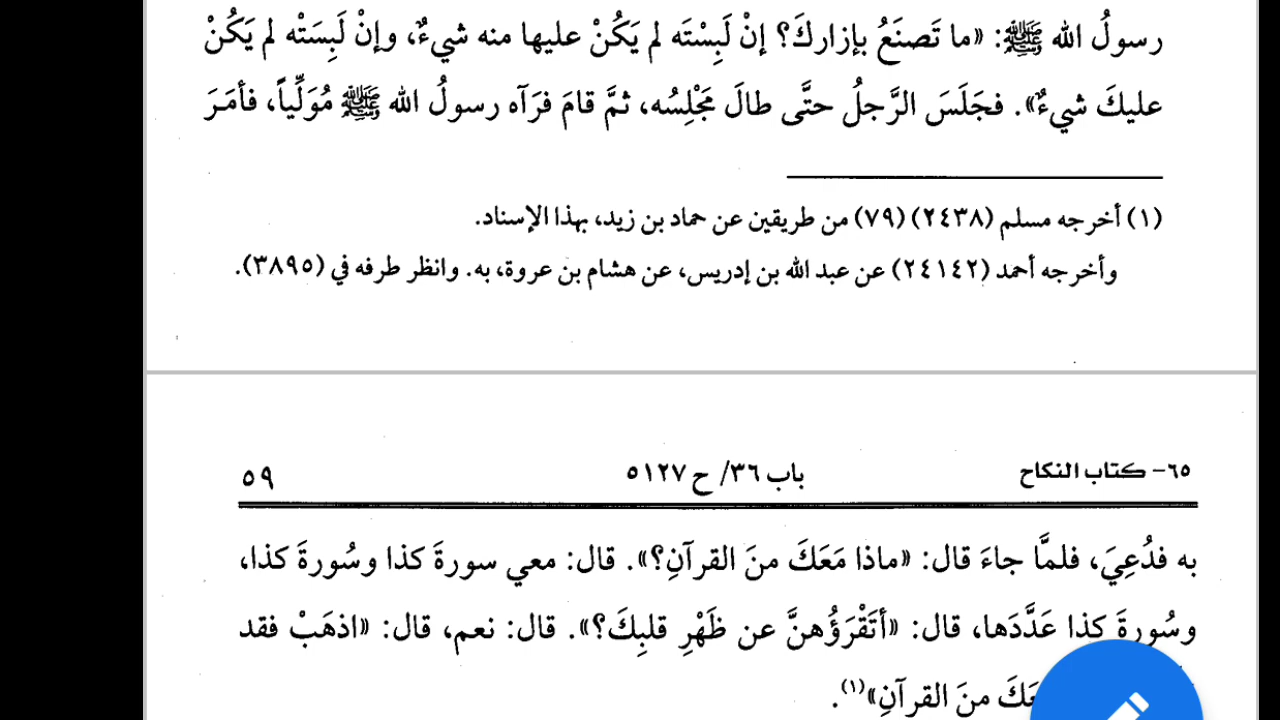 رسولُ الله ﷺ: «ما تَصنَعُ بإزارِكَ؟ إنْ لَبِسْتَه لم يَكُنْ عليها منه شيءٌ، وإنْ لَبِسَتْه لم يَكُنْ
عليكَ شيءٌ». فجَلَسَ الرَّجلُ حتَّى طالَ مَجْلِسُه، ثمَّ قامَ فرَآه رسولُ الله ﷺ مُوَلِّياً، فأمَرَ
(١) أخرجه مسلم (٢٤٣٨) (٧٩) من طريقين عن حماد بن زيد، بهذا الإسناد.
وأخرجه أحمد (٢٤١٤٢) عن عبد الله بن إدريس، عن هشام بن عروة، به. وانظر طرفه في (٣٨٩٥).
٦٥- كتاب النكاح باب ٣٦/ ح ٥١٢٧ ٥٩
به فدُعِيَ، فلمَّا جاءَ قال: «ماذا مَعَكَ منَ القرآنِ؟». قال: معي سورةَ كذا وسُورةَ كذا،
وسُورةَ كذا عَدَّدَها، قال: «أتَقْرَؤُهنَّ عن ظَهْرِ قلبِكَ؟». قال: نعم، قال: «اذهَبْ فقد
منَ القرآنِ»(١).